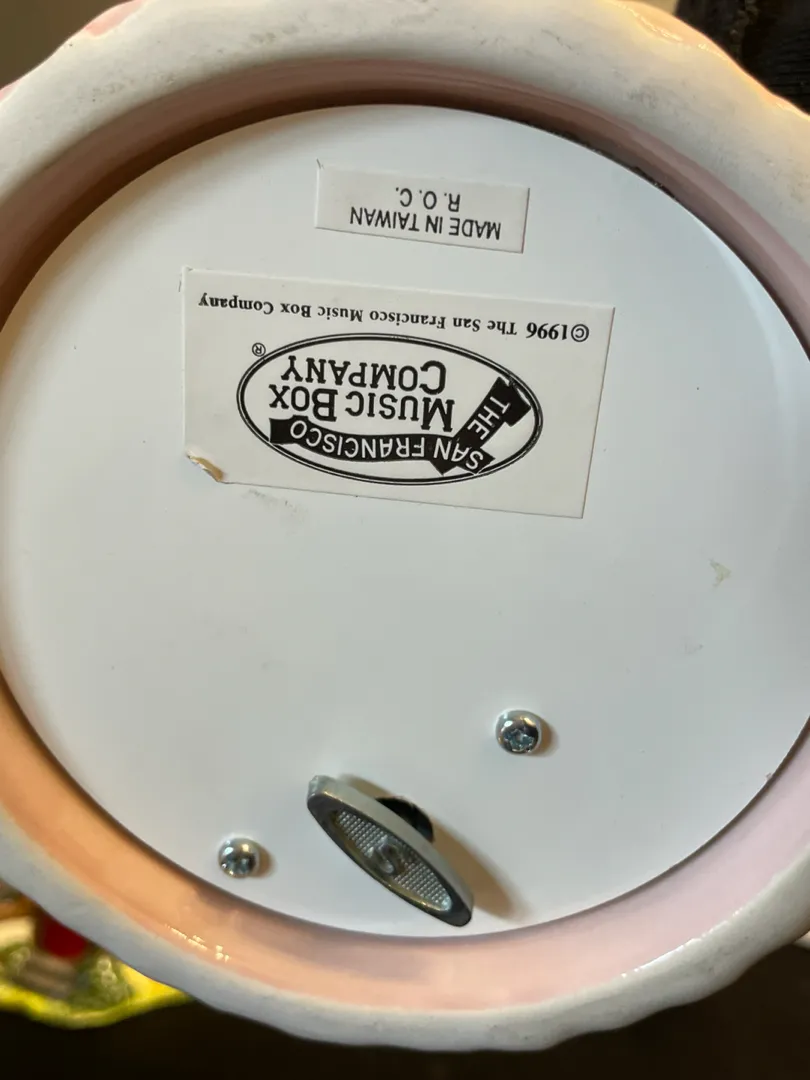 ©1996 The San Francisco Music Box Company
THE
SAN FRANCISCO
MUSIC BOX
COMPANY
®
MADE IN TAIWAN
R. O. C.
S